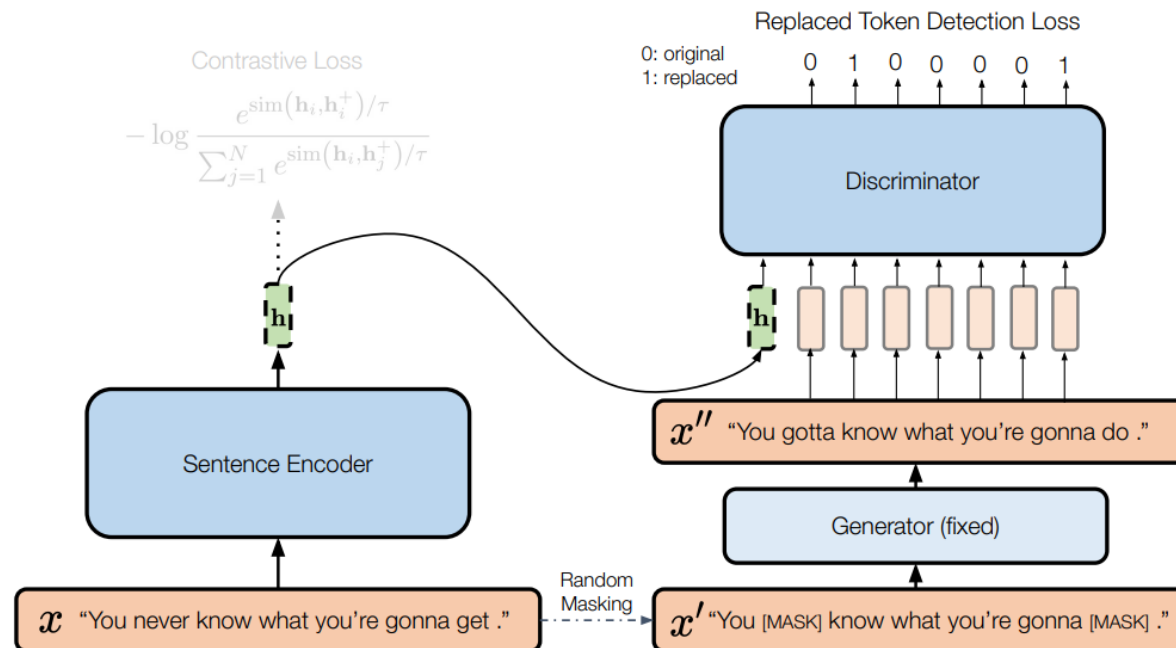 Replaced Token Detection Loss
0: original
1: replaced
0 1 0 0 0 0 1
Contrastive Loss
− log e^{sim(h_i,h_i^+)/τ} / ∑_{j=1}^{N} e^{sim(h_i,h_j^+)/τ}
Discriminator
h
h
x″ “You gotta know what you're gonna do .”
Sentence Encoder
Generator (fixed)
Random
Masking
x “You never know what you're gonna get .”
x′ “You [MASK] know what you're gonna [MASK] .”